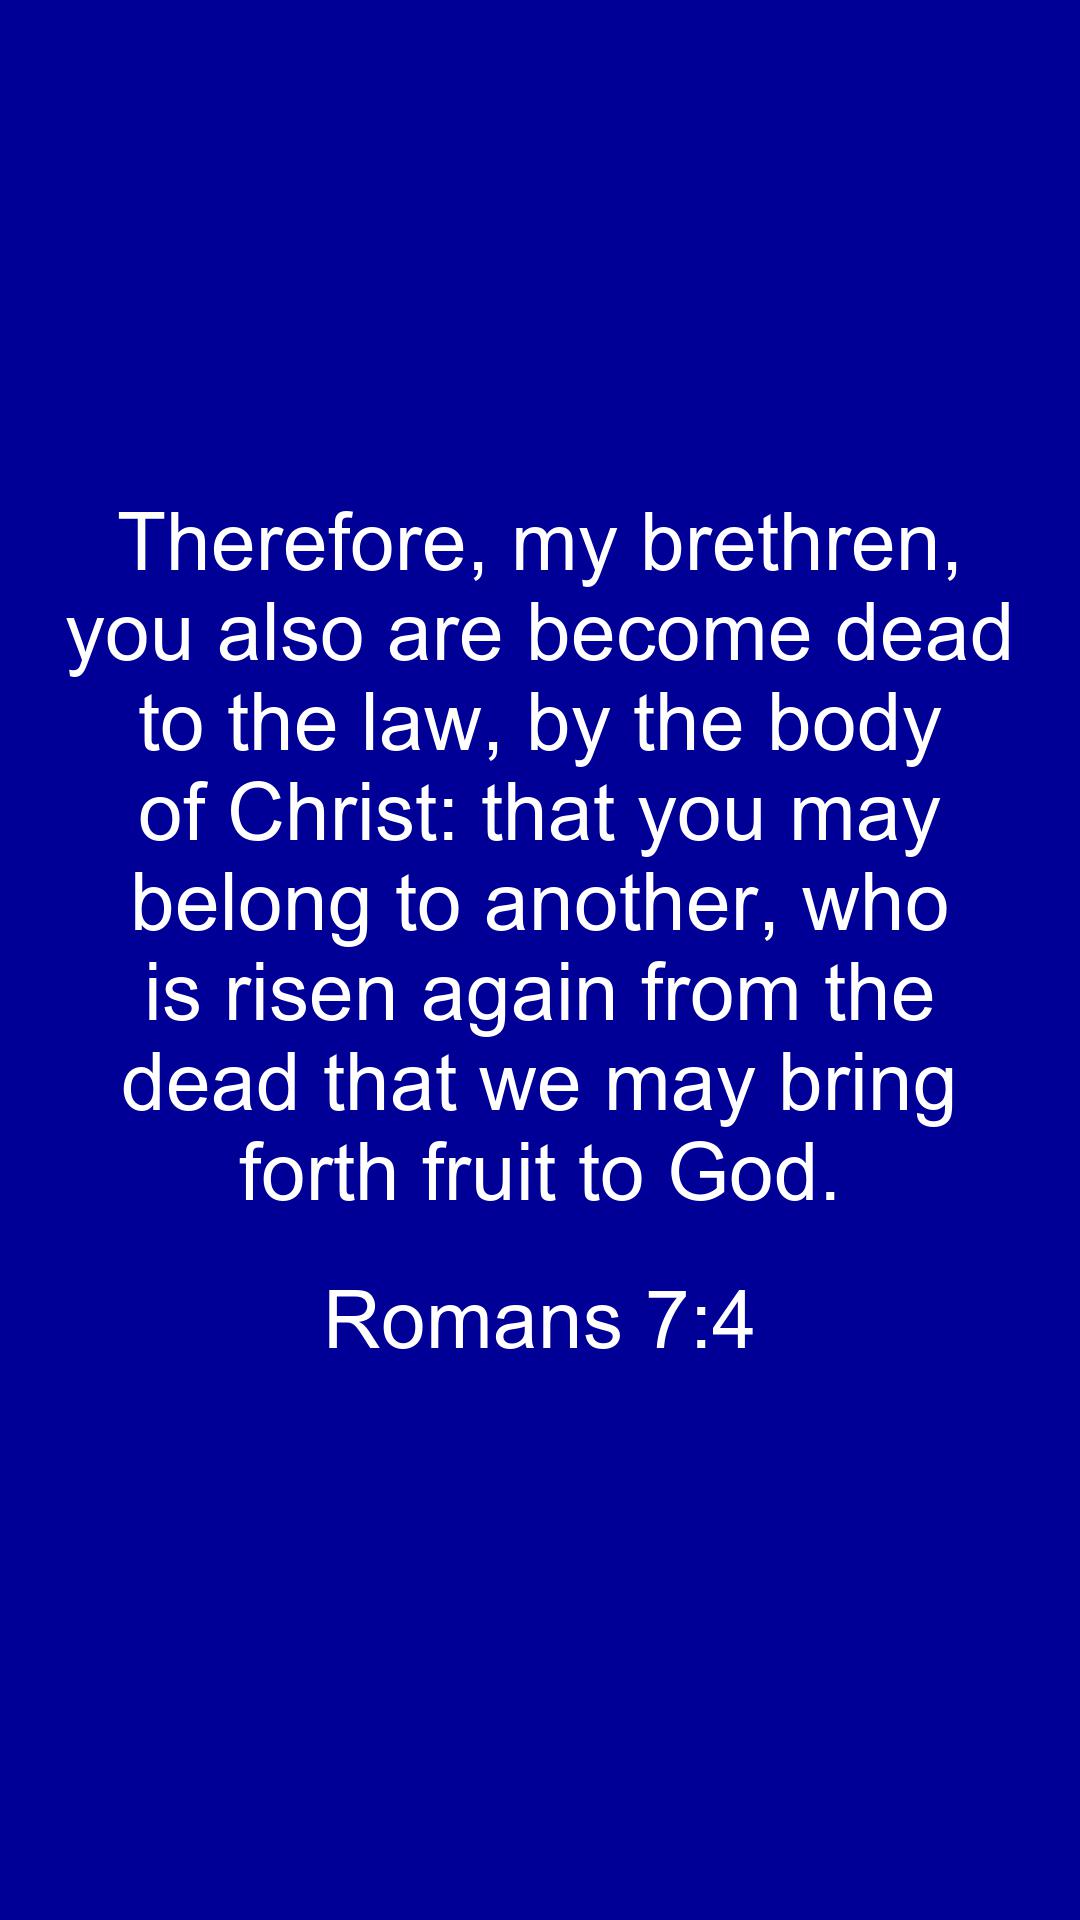 Therefore, my brethren,
you also are become dead
to the law, by the body
of Christ: that you may
belong to another, who
is risen again from the
dead that we may bring
forth fruit to God.
Romans 7:4